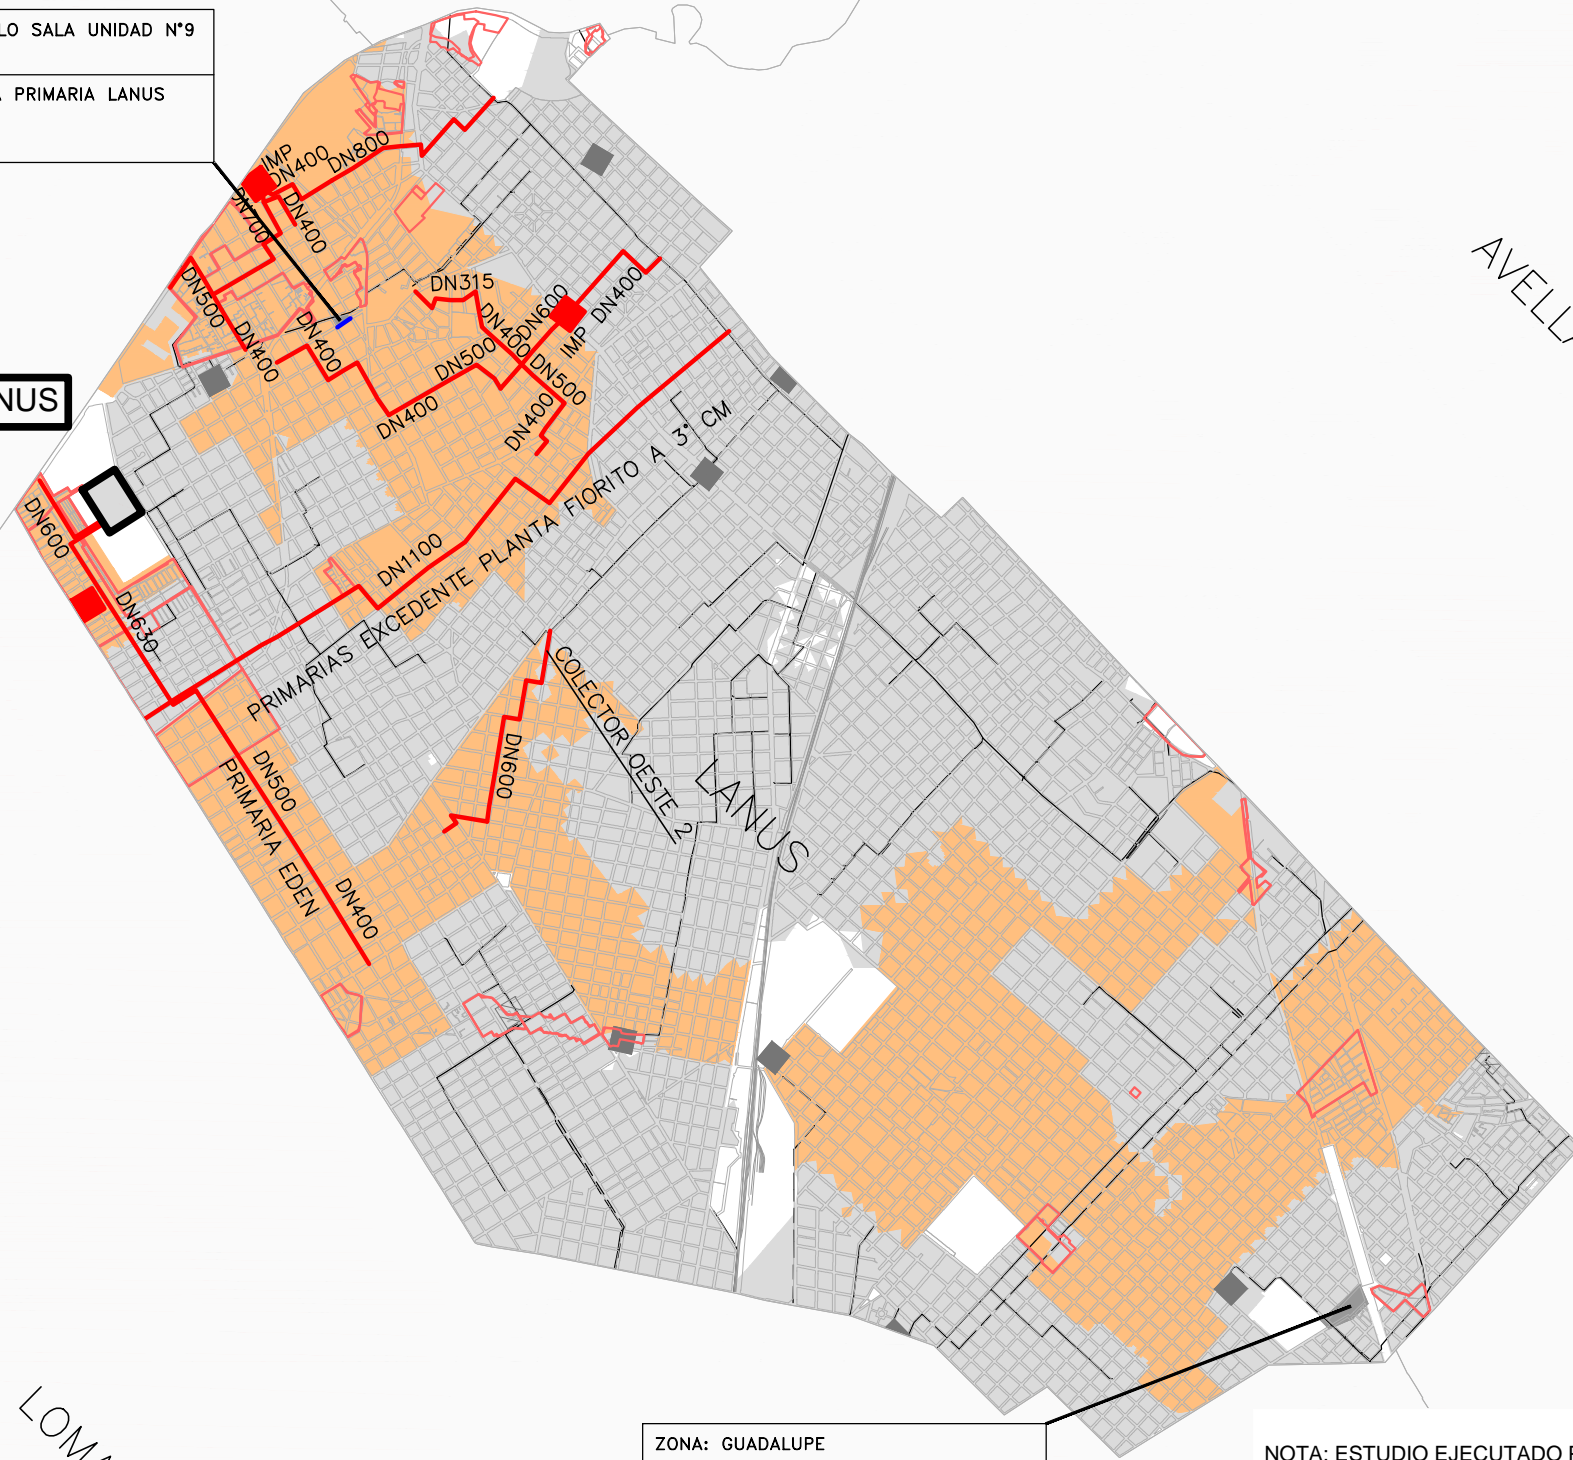 LO SALA UNIDAD N°9
PRIMARIA LANUS
IMP
DN400
DN800
DN700
DN400
DN500
DN400
DN400
DN315
DN400
DN600
IMP DN400
DN500
DN500
DN400
DN400
NUS
DN600
DN630
DN1100
PRIMARIAS EXCEDENTE PLANTA FIORITO A 3° CM
COLECTOR OESTE 2
DN600
LANUS
DN500
PRIMARIA EDEN
DN400
AVELLA
LOMA
ZONA: GUADALUPE
NOTA: ESTUDIO EJECUTADO